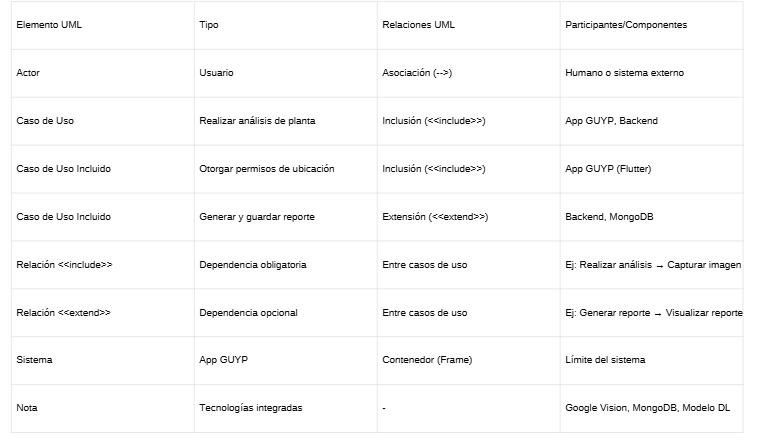 Elemento UML Tipo Relaciones UML Participantes/Componentes
Actor Usuario Asociación (-->) Humano o sistema externo
Caso de Uso Realizar análisis de planta Inclusión (<<include>>) App GUYP, Backend
Caso de Uso Incluido Otorgar permisos de ubicación Inclusión (<<include>>) App GUYP (Flutter)
Caso de Uso Incluido Generar y guardar reporte Extensión (<<extend>>) Backend, MongoDB
Relación <<include>> Dependencia obligatoria Entre casos de uso Ej: Realizar análisis → Capturar imagen
Relación <<extend>> Dependencia opcional Entre casos de uso Ej: Generar reporte → Visualizar reporte
Sistema App GUYP Contenedor (Frame) Límite del sistema
Nota Tecnologías integradas - Google Vision, MongoDB, Modelo DL